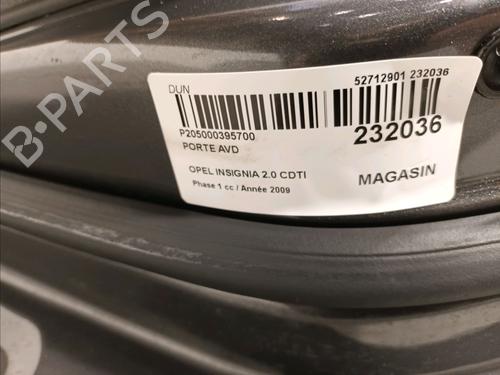 B-PARTS
DUN
52712901 232036
P205000395700
232036
PORTE AVD
OPEL INSIGNIA 2.0 CDTI
MAGASIN
Phase 1 cc / Année 2009